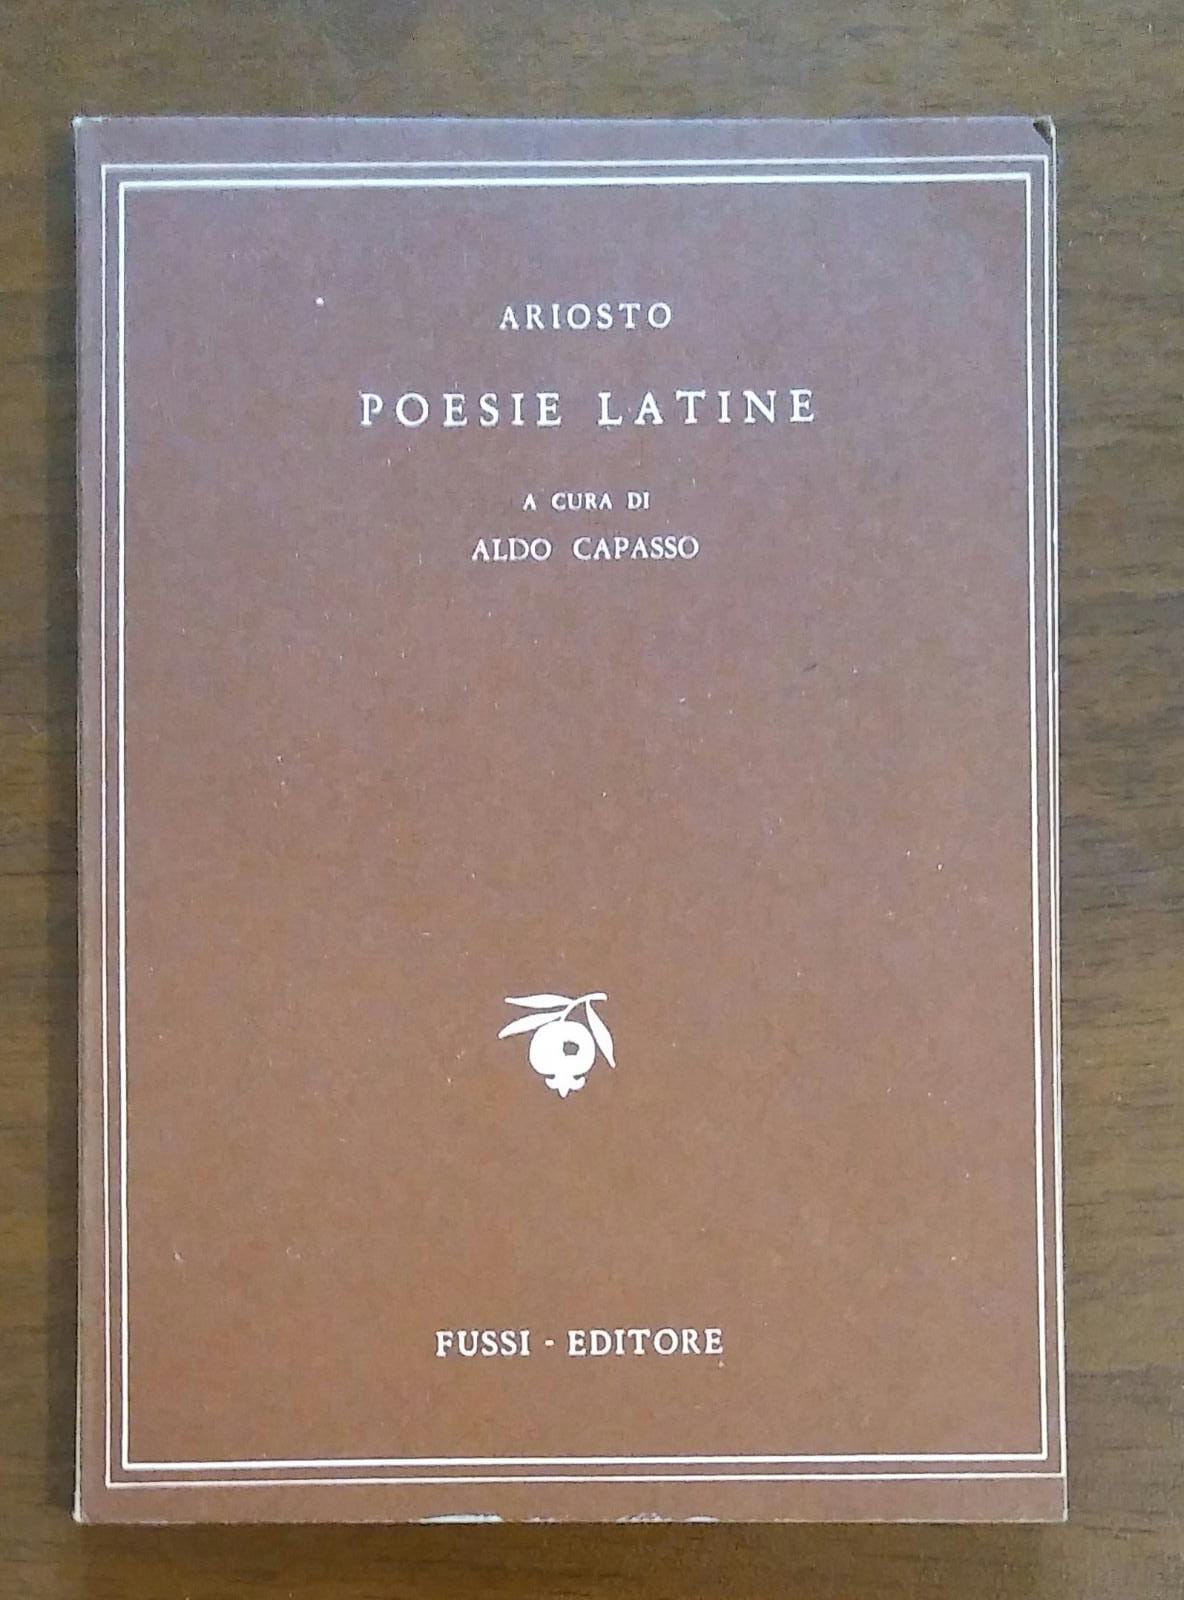 ARIOSTO
POESIE LATINE
A CURA DI
ALDO CAPASSO
FUSSI - EDITORE